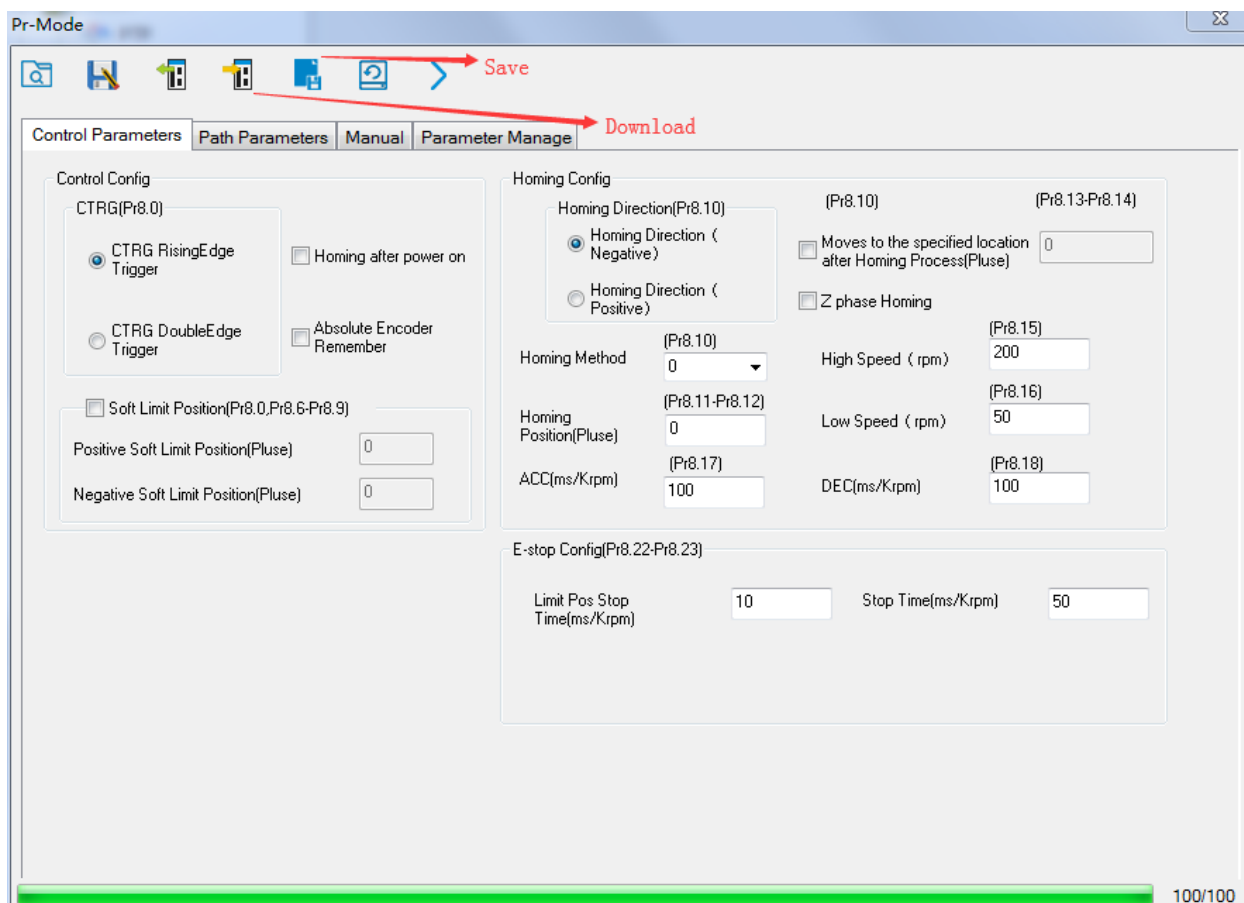 Pr-Mode
Save
Download
Control Parameters
Path Parameters
Manual
Parameter Manage
Control Config
CTRG(Pr8.0)
CTRG RisingEdge
Trigger
Homing after power on
CTRG DoubleEdge
Trigger
Absolute Encoder
Remember
Soft Limit Position(Pr8.0,Pr8.6-Pr8.9)
Positive Soft Limit Position(Pluse)
0
Negative Soft Limit Position(Pluse)
0
Homing Config
Homing Direction(Pr8.10)
Homing Direction (
Negative)
Homing Direction (
Positive)
(Pr8.10)
(Pr8.13-Pr8.14)
Moves to the specified location
after Homing Process(Pluse)
0
Z phase Homing
(Pr8.10)
Homing Method
0
(Pr8.15)
High Speed ( rpm)
200
(Pr8.11-Pr8.12)
Homing
Position(Pluse)
0
(Pr8.16)
Low Speed ( rpm)
50
(Pr8.17)
ACC(ms/Krpm)
100
(Pr8.18)
DEC(ms/Krpm)
100
E-stop Config(Pr8.22-Pr8.23)
Limit Pos Stop
Time(ms/Krpm)
10
Stop Time(ms/Krpm)
50
100/100